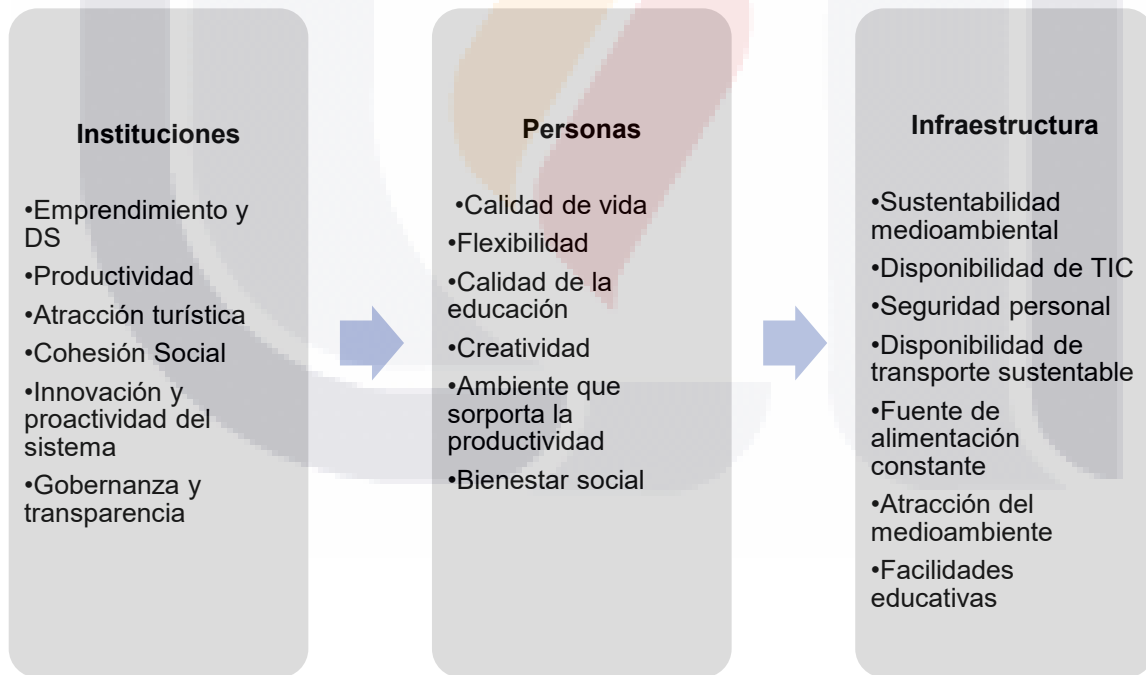 Instituciones
•Emprendimiento y
DS
•Productividad
•Atracción turística
•Cohesión Social
•Innovación y
proactividad del
sistema
•Gobernanza y
transparencia
Personas
•Calidad de vida
•Flexibilidad
•Calidad de la
educación
•Creatividad
•Ambiente que
sorporta la
productividad
•Bienestar social
Infraestructura
•Sustentabilidad
medioambiental
•Disponibilidad de TIC
•Seguridad personal
•Disponibilidad de
transporte sustentable
•Fuente de
alimentación
constante
•Atracción del
medioambiente
•Facilidades
educativas